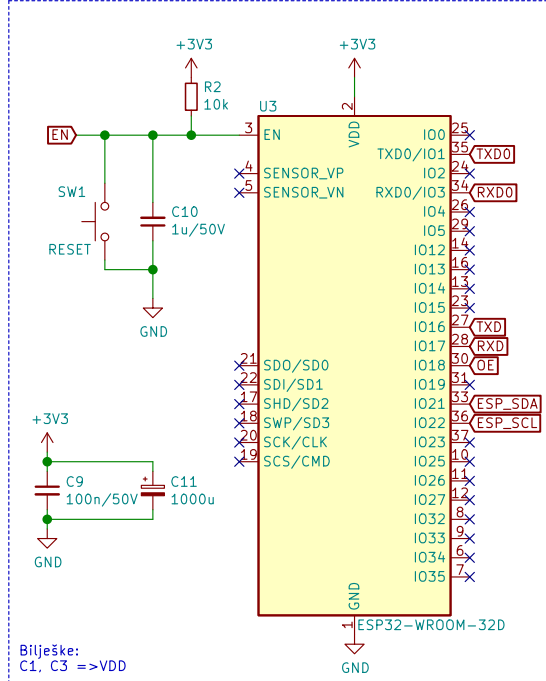 +3V3
+3V3
R2
10k
U3
EN
3
EN
2
VDD
IO0
25
TXD0/IO1
35
TXD0
4
SENSOR_VP
IO2
24
5
SENSOR_VN
RXD0/IO3
34
RXD0
SW1
RESET
C10
1u/50V
GND
IO4
26
IO5
29
IO12
14
IO13
16
IO14
13
IO15
23
IO16
27
TXD
IO17
28
RXD
21
SDO/SD0
IO18
30
OE
22
SDI/SD1
IO19
31
17
SHD/SD2
IO21
33
ESP_SDA
18
SWP/SD3
IO22
36
ESP_SCL
20
SCK/CLK
IO23
37
19
SCS/CMD
IO25
10
IO26
11
IO27
12
IO32
8
IO33
9
IO34
6
IO35
7
+3V3
C9
100n/50V
C11
1000u
GND
GND
1
ESP32-WROOM-32D
GND
Bilješke:
C1, C3 =>VDD